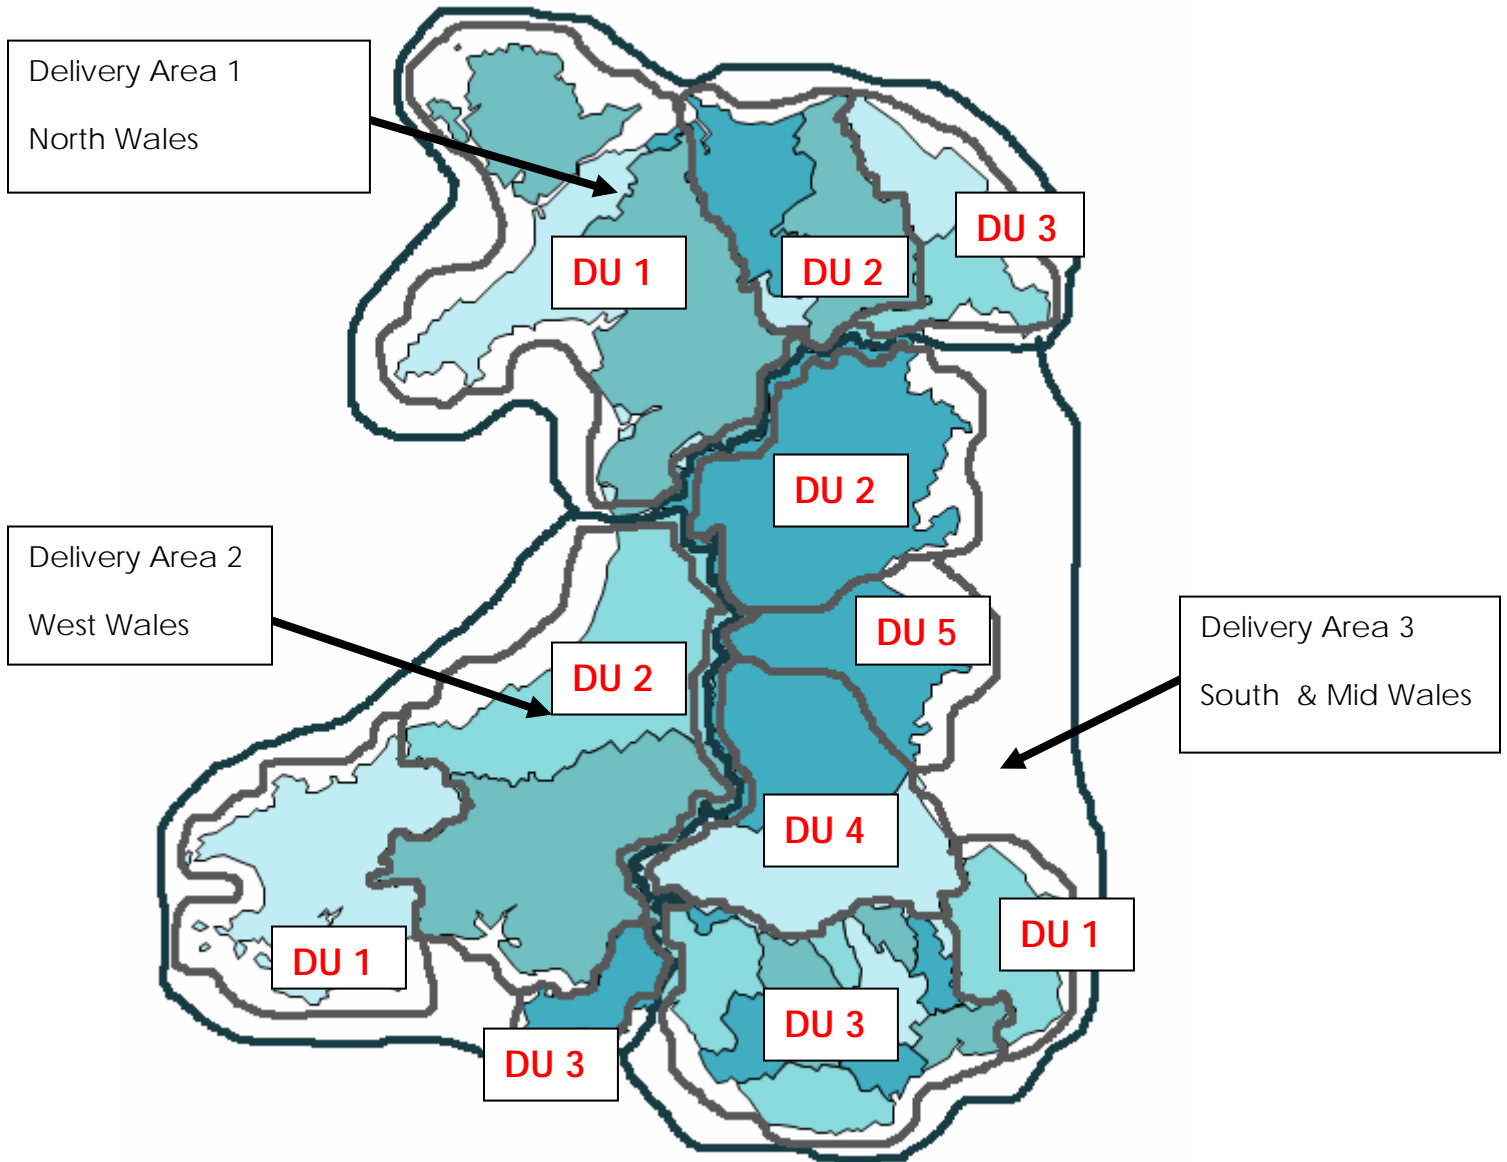 Delivery Area 1
North Wales
DU 3
DU 1
DU 2
DU 2
Delivery Area 2
West Wales
DU 5
Delivery Area 3
South & Mid Wales
DU 2
DU 4
DU 1
DU 1
DU 3
DU 3